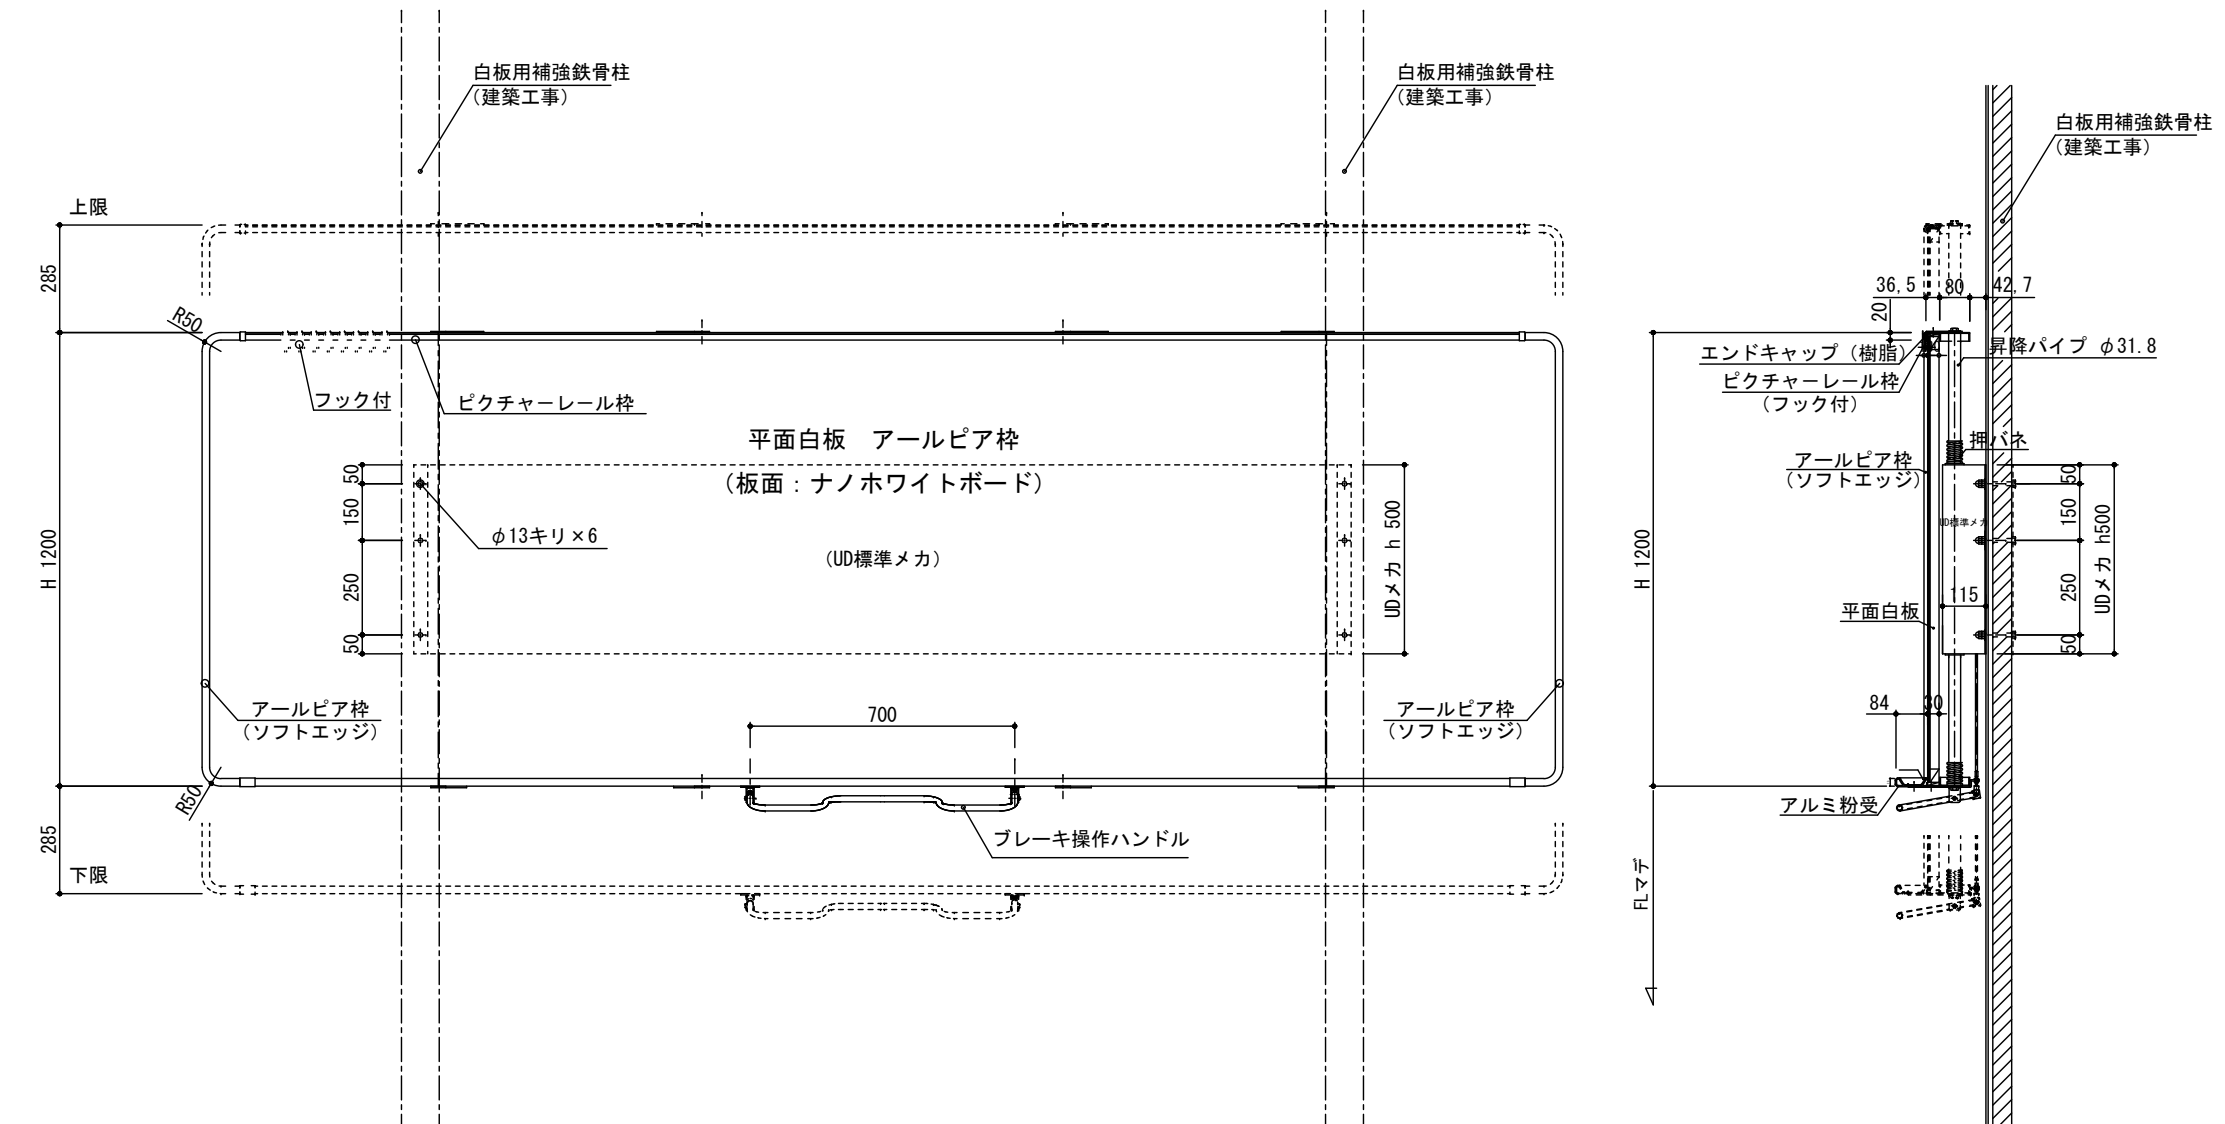 白板用補強鉄骨柱
(建築工事)
白板用補強鉄骨柱
(建築工事)
白板用補強鉄骨柱
(建築工事)
上限
285
R50
フック付
ピクチャーレール枠
平面白板 アールピア枠
(板面:ナノホワイトボード)
50
150
250
50
φ13キリ×6
(UD標準メカ)
UDメカ h 500
H 1200
アールピア枠
(ソフトエッジ)
700
アールピア枠
(ソフトエッジ)
R50
ブレーキ操作ハンドル
285
下限
36,5
80
42,7
20
エンドキャップ(樹脂)
昇降パイプ φ31.8
ピクチャーレール枠
(フック付)
押バネ
アールピア枠
(ソフトエッジ)
UD標準メカ
50
150
250
50
UDメカ h500
H 1200
115
平面白板
84
30
アルミ粉受
FLマデ